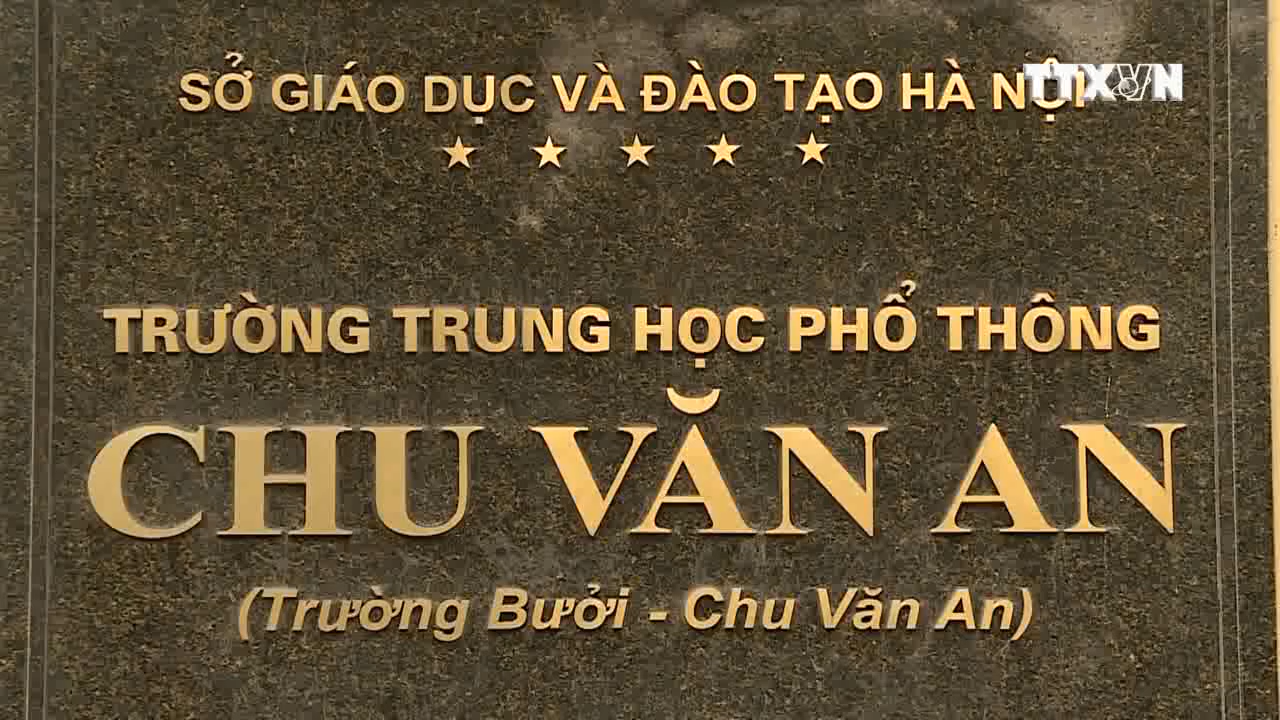 SỞ GIÁO DỤC VÀ ĐÀO TẠO HÀ NỘI
TTXVN
TRƯỜNG TRUNG HỌC PHỔ THÔNG
CHU VĂN AN
(Trường Bưởi - Chu Văn An)